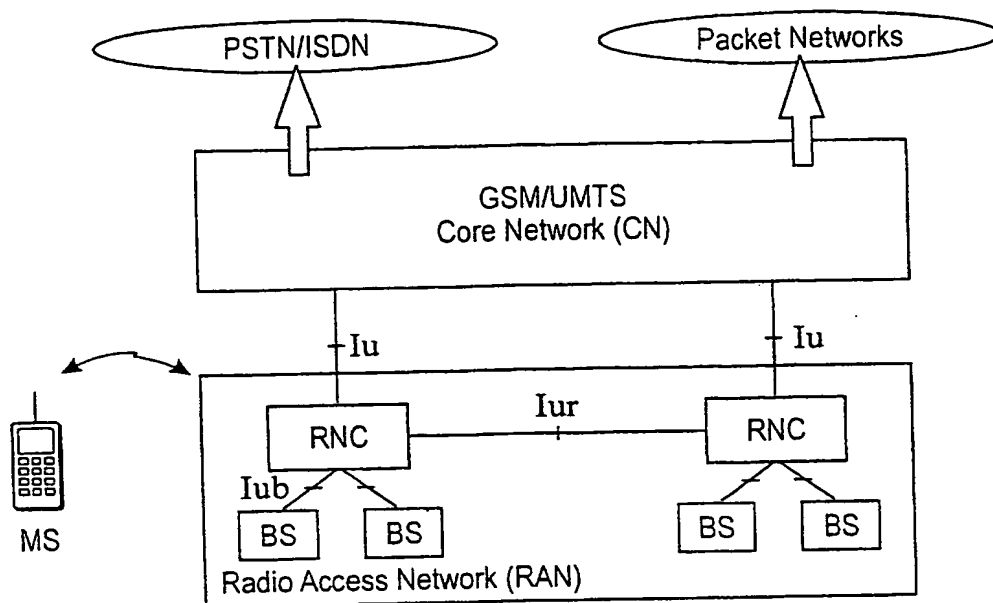 PSTN/ISDN
Packet Networks
GSM/UMTS
Core Network (CN)
Iu
Iu
RNC
Iur
RNC
Iub
BS
BS
BS
BS
MS
Radio Access Network (RAN)